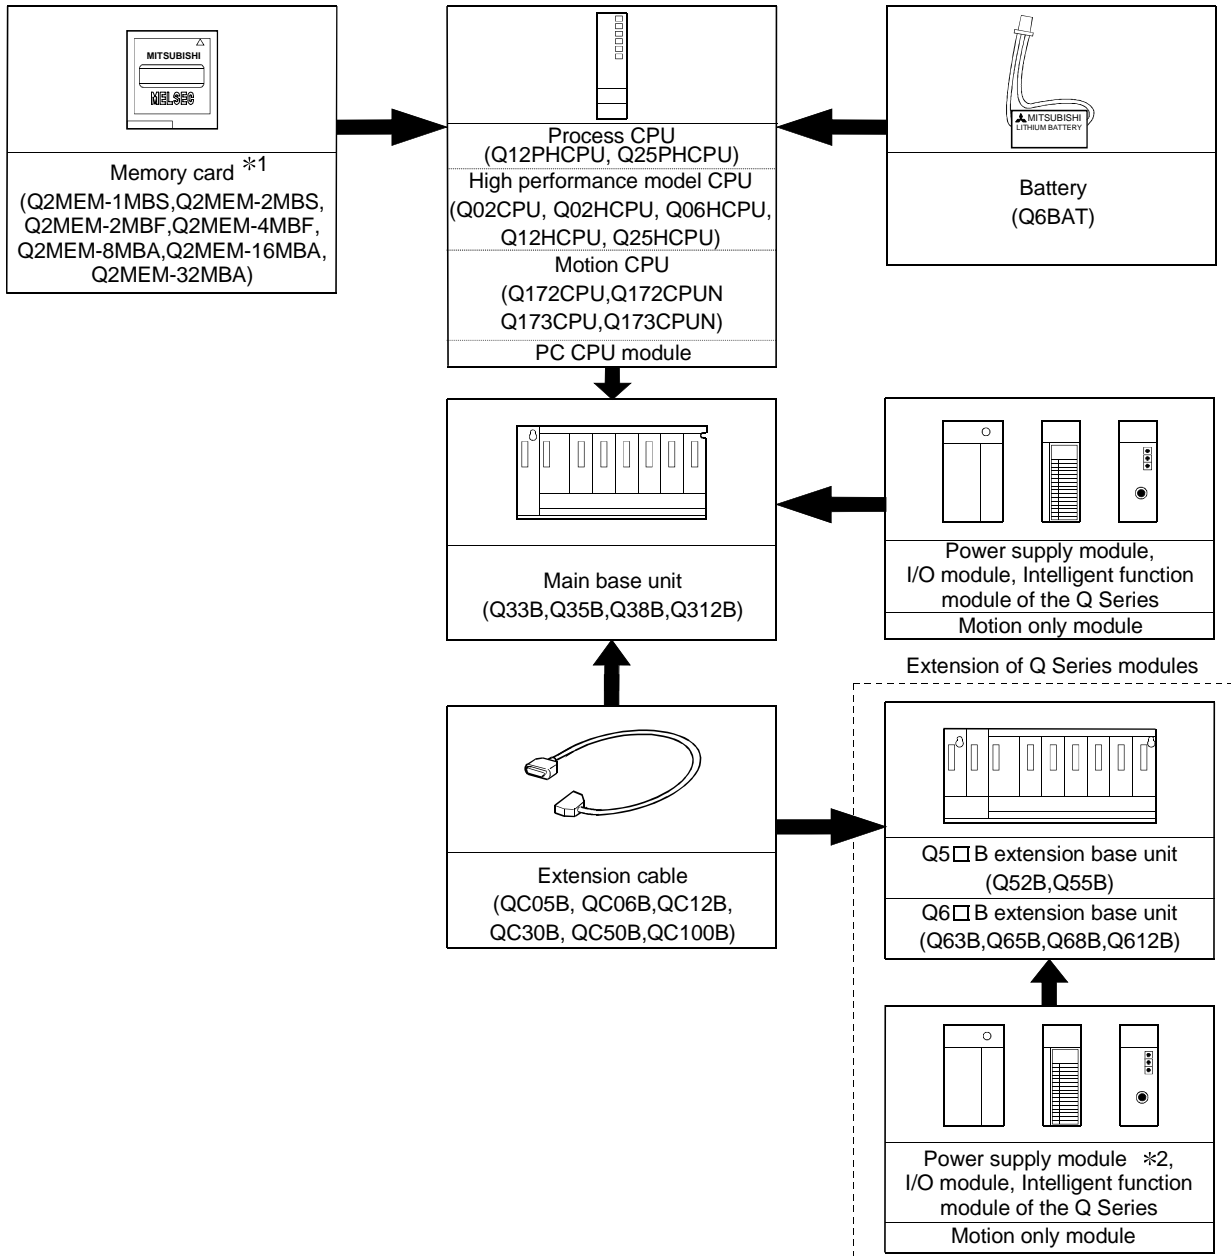 MITSUBISHI
MELSEC
Memory card *1
(Q2MEM-1MBS,Q2MEM-2MBS,
Q2MEM-2MBF,Q2MEM-4MBF,
Q2MEM-8MBA,Q2MEM-16MBA,
Q2MEM-32MBA)
Process CPU
(Q12PHCPU, Q25PHCPU)
High performance model CPU
(Q02CPU, Q02HCPU, Q06HCPU,
Q12HCPU, Q25HCPU)
Motion CPU
(Q172CPU,Q172CPUN
Q173CPU,Q173CPUN)
PC CPU module
MITSUBISHI
LITHIUM BATTERY
Battery
(Q6BAT)
Main base unit
(Q33B,Q35B,Q38B,Q312B)
Power supply module,
I/O module, Intelligent function
module of the Q Series
Motion only module
Extension cable
(QC05B, QC06B,QC12B,
QC30B, QC50B,QC100B)
Extension of Q Series modules
Q5□B extension base unit
(Q52B,Q55B)
Q6□B extension base unit
(Q63B,Q65B,Q68B,Q612B)
Power supply module *2,
I/O module, Intelligent function
module of the Q Series
Motion only module